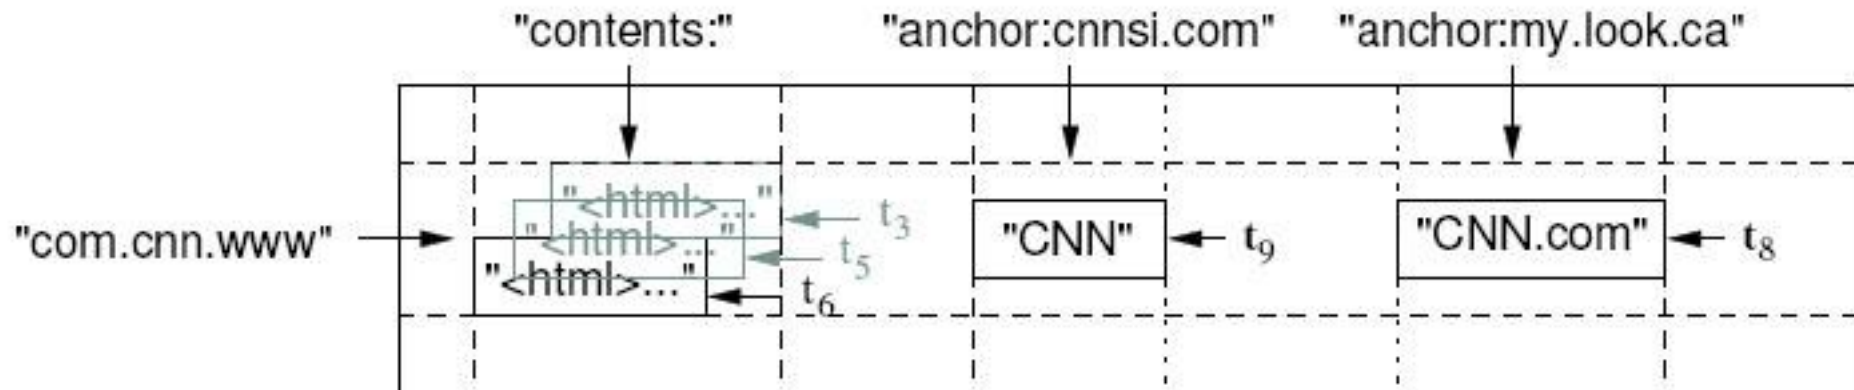 "contents:" "anchor:cnnsi.com" "anchor:my.look.ca"
"<html>..." t3
"com.cnn.www" "<html>..." t5 "CNN" t9 "CNN.com" t8
"<html>..." t6